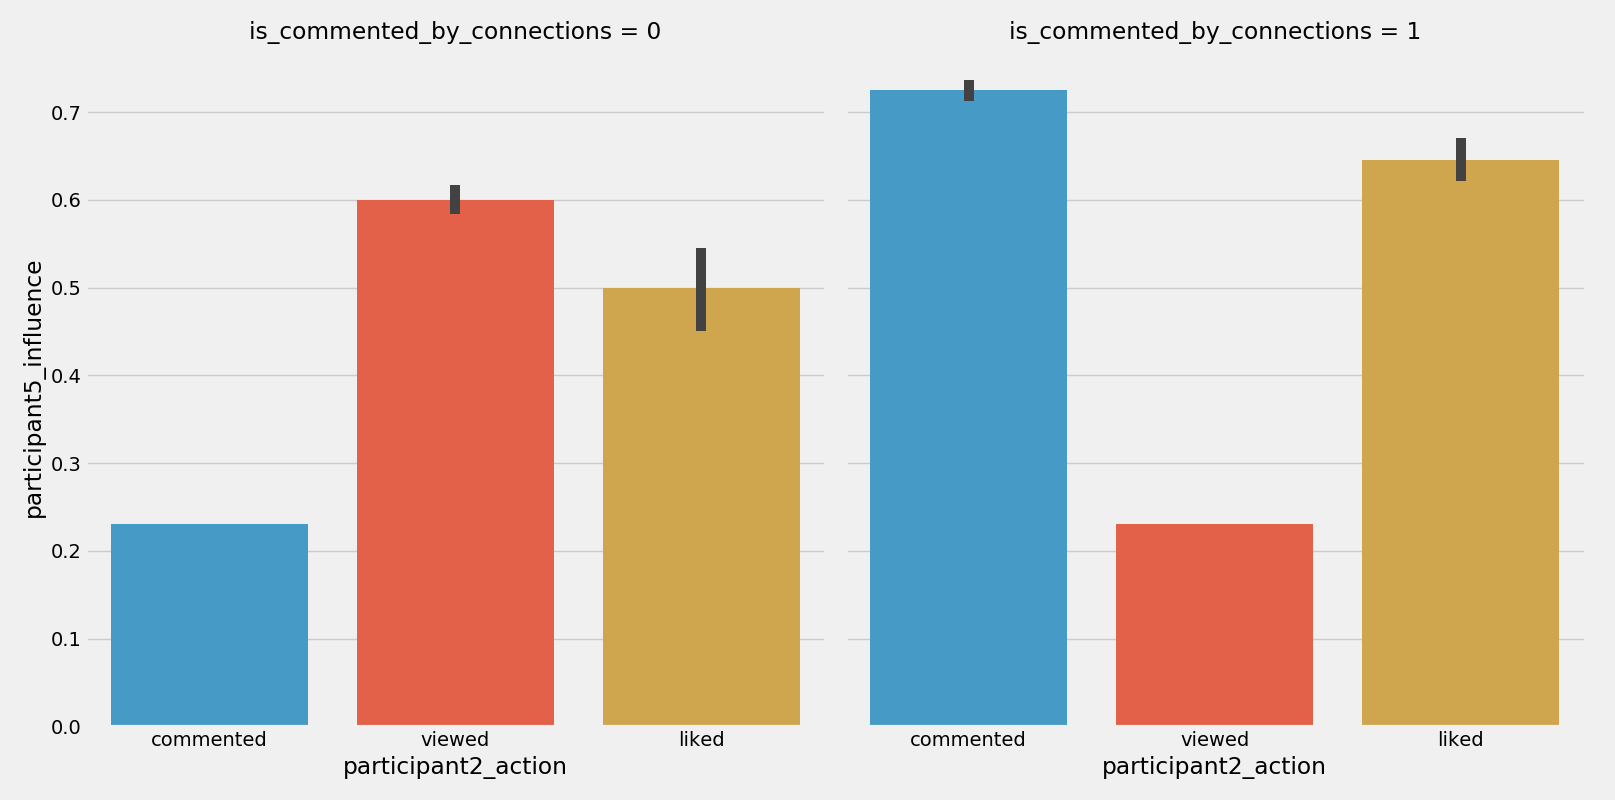 is_commented_by_connections = 0
is_commented_by_connections = 1
participant5_influence
0.7
0.6
0.5
0.4
0.3
0.2
0.1
0.0
commented viewed liked
commented viewed liked
participant2_action
participant2_action